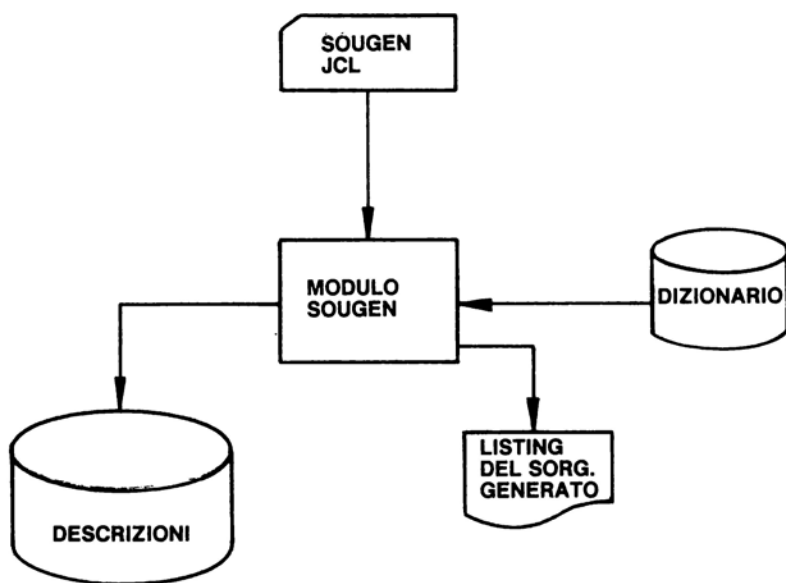 SOUGEN
JCL
MODULO
SOUGEN
DIZIONARIO
LISTING
DEL SORG.
GENERATO
DESCRIZIONI